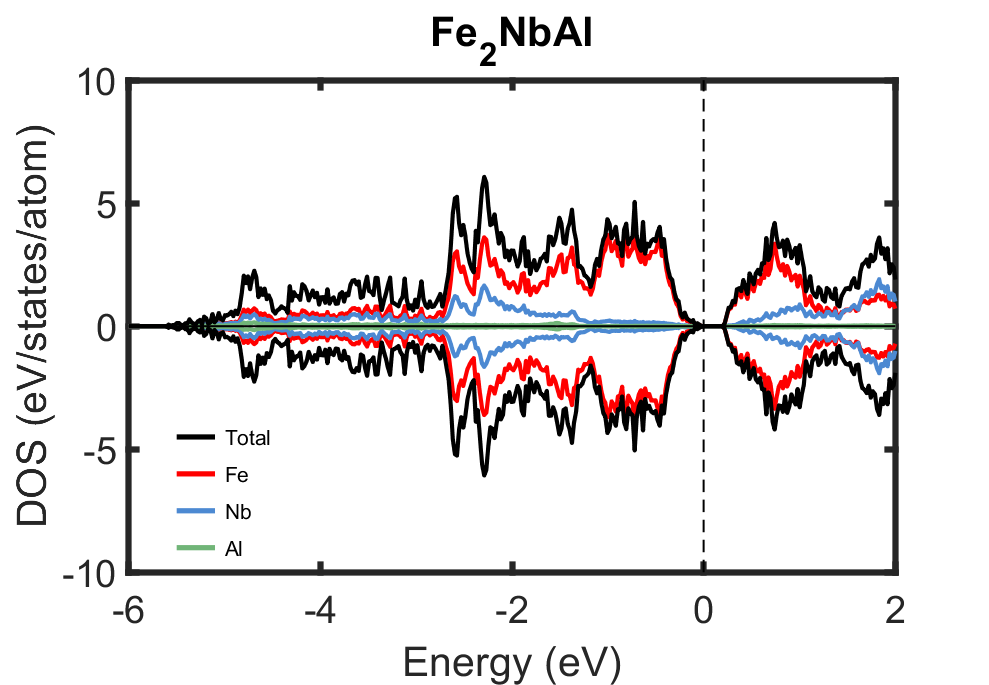 Fe₂NbAl
10
5
0
-5
-10
DOS (eV/states/atom)
Total
Fe
Nb
Al
-6 -4 -2 0 2
Energy (eV)